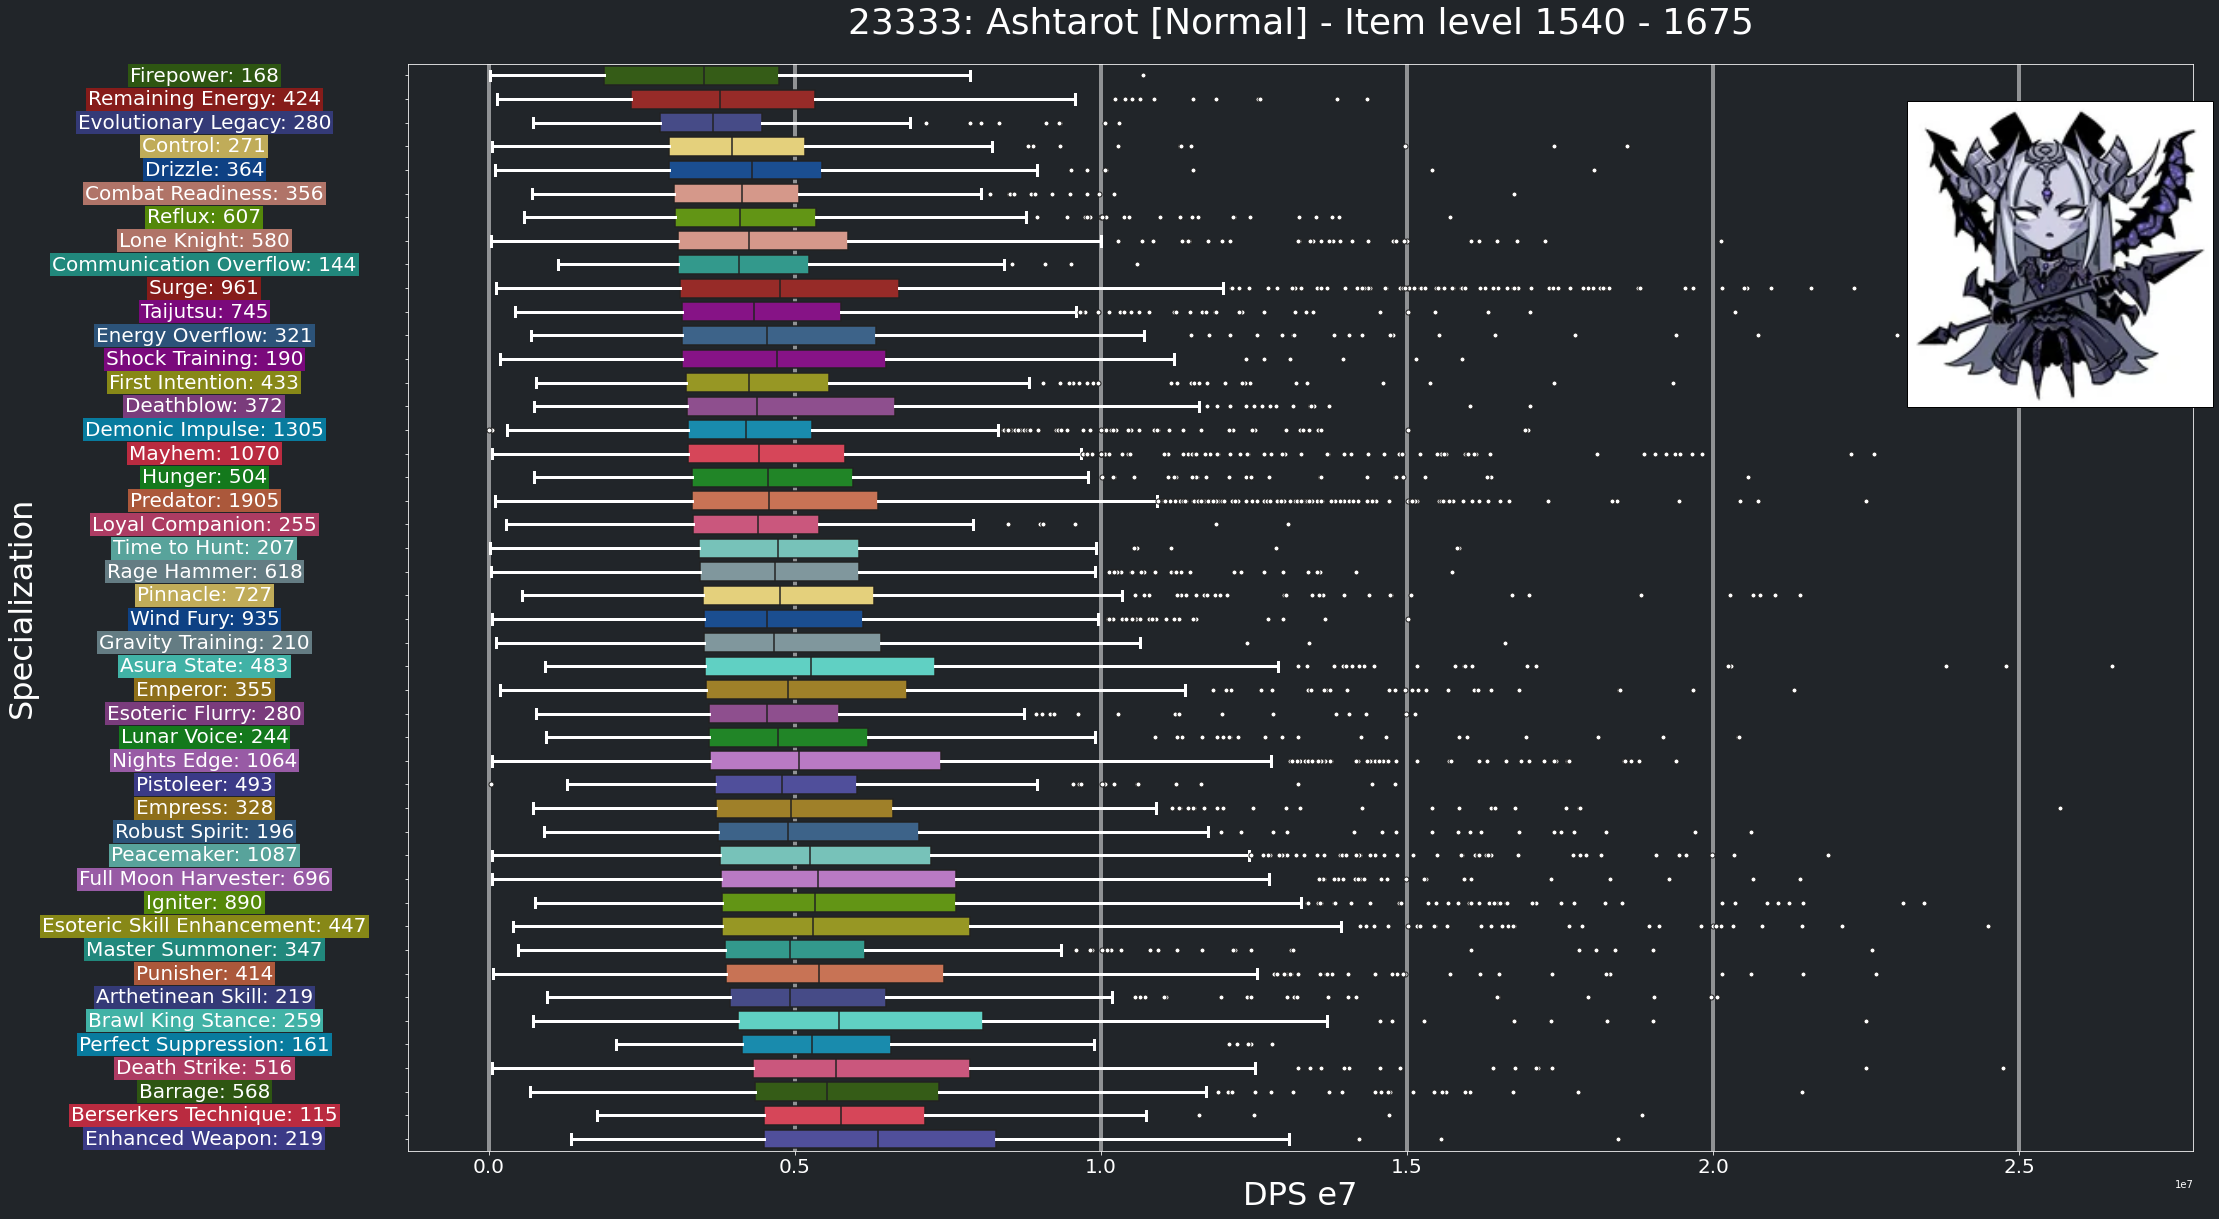 23333: Ashtarot [Normal] - Item level 1540 - 1675
Firepower: 168
Remaining Energy: 424
Evolutionary Legacy: 280
Control: 271
Drizzle: 364
Combat Readiness: 356
Reflux: 607
Lone Knight: 580
Communication Overflow: 144
Surge: 961
Taijutsu: 745
Energy Overflow: 321
Shock Training: 190
First Intention: 433
Deathblow: 372
Demonic Impulse: 1305
Mayhem: 1070
Hunger: 504
Predator: 1905
Loyal Companion: 255
Time to Hunt: 207
Rage Hammer: 618
Pinnacle: 727
Wind Fury: 935
Gravity Training: 210
Asura State: 483
Emperor: 355
Esoteric Flurry: 280
Lunar Voice: 244
Nights Edge: 1064
Pistoleer: 493
Empress: 328
Robust Spirit: 196
Peacemaker: 1087
Full Moon Harvester: 696
Igniter: 890
Esoteric Skill Enhancement: 447
Master Summoner: 347
Punisher: 414
Arthetinean Skill: 219
Brawl King Stance: 259
Perfect Suppression: 161
Death Strike: 516
Barrage: 568
Berserkers Technique: 115
Enhanced Weapon: 219
Specialization
0.0 0.5 1.0 1.5 2.0 2.5
1e7
DPS e7